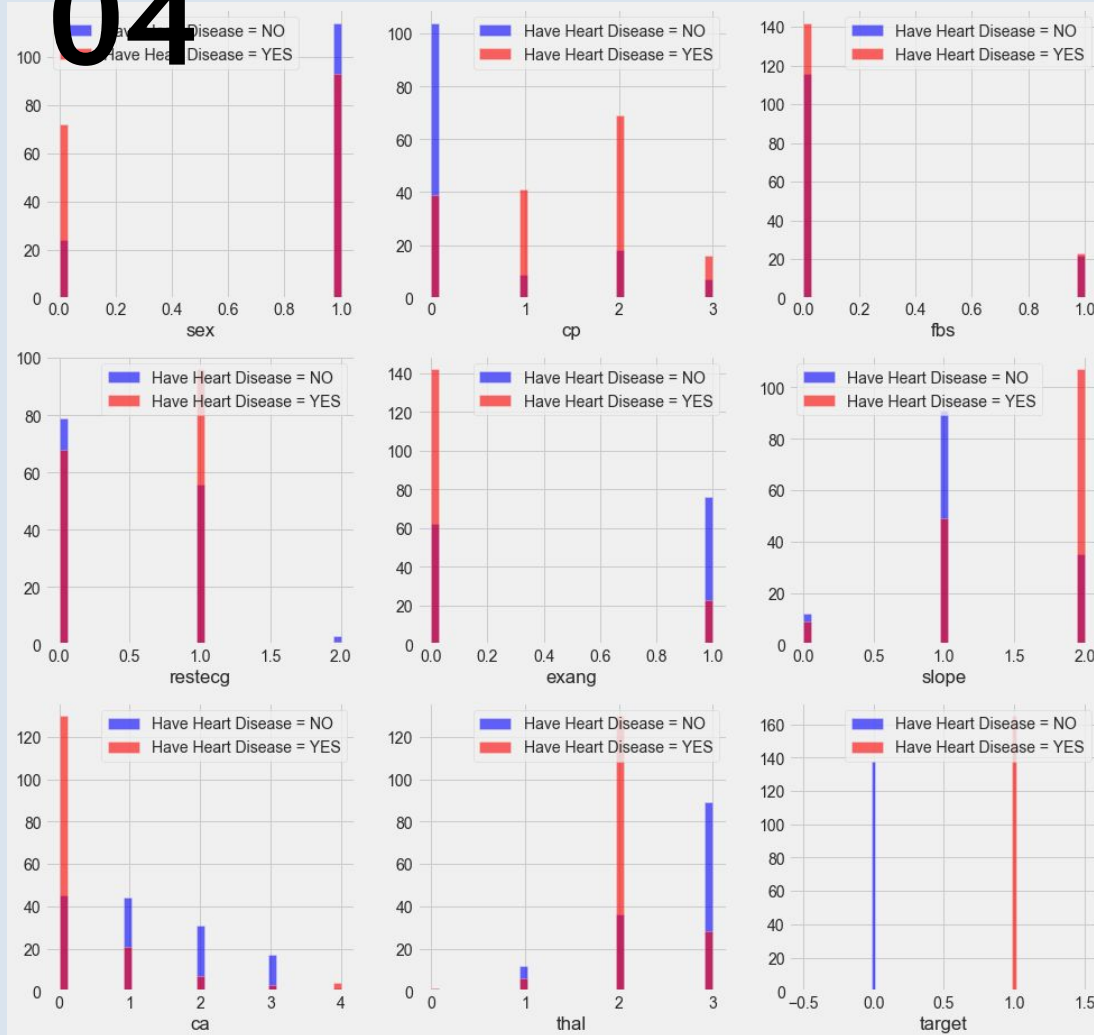 04
Have Heart Disease = NO
Have Heart Disease = YES
100
80
60
40
20
0
0.0 0.2 0.4 0.6 0.8 1.0
sex
Have Heart Disease = NO
Have Heart Disease = YES
100
80
60
40
20
0
0 1 2 3
cp
Have Heart Disease = NO
Have Heart Disease = YES
140
120
100
80
60
40
20
0
0.0 0.2 0.4 0.6 0.8 1.0
fbs
Have Heart Disease = NO
Have Heart Disease = YES
100
80
60
40
20
0
0.0 0.5 1.0 1.5 2.0
restecg
Have Heart Disease = NO
Have Heart Disease = YES
140
120
100
80
60
40
20
0
0.0 0.2 0.4 0.6 0.8 1.0
exang
Have Heart Disease = NO
Have Heart Disease = YES
100
80
60
40
20
0
0.0 0.5 1.0 1.5 2.0
slope
Have Heart Disease = NO
Have Heart Disease = YES
120
100
80
60
40
20
0
0 1 2 3 4
ca
Have Heart Disease = NO
Have Heart Disease = YES
120
100
80
60
40
20
0
0 1 2 3
thal
Have Heart Disease = NO
Have Heart Disease = YES
160
140
120
100
80
60
40
20
0
−0.5 0.0 0.5 1.0 1.5
target